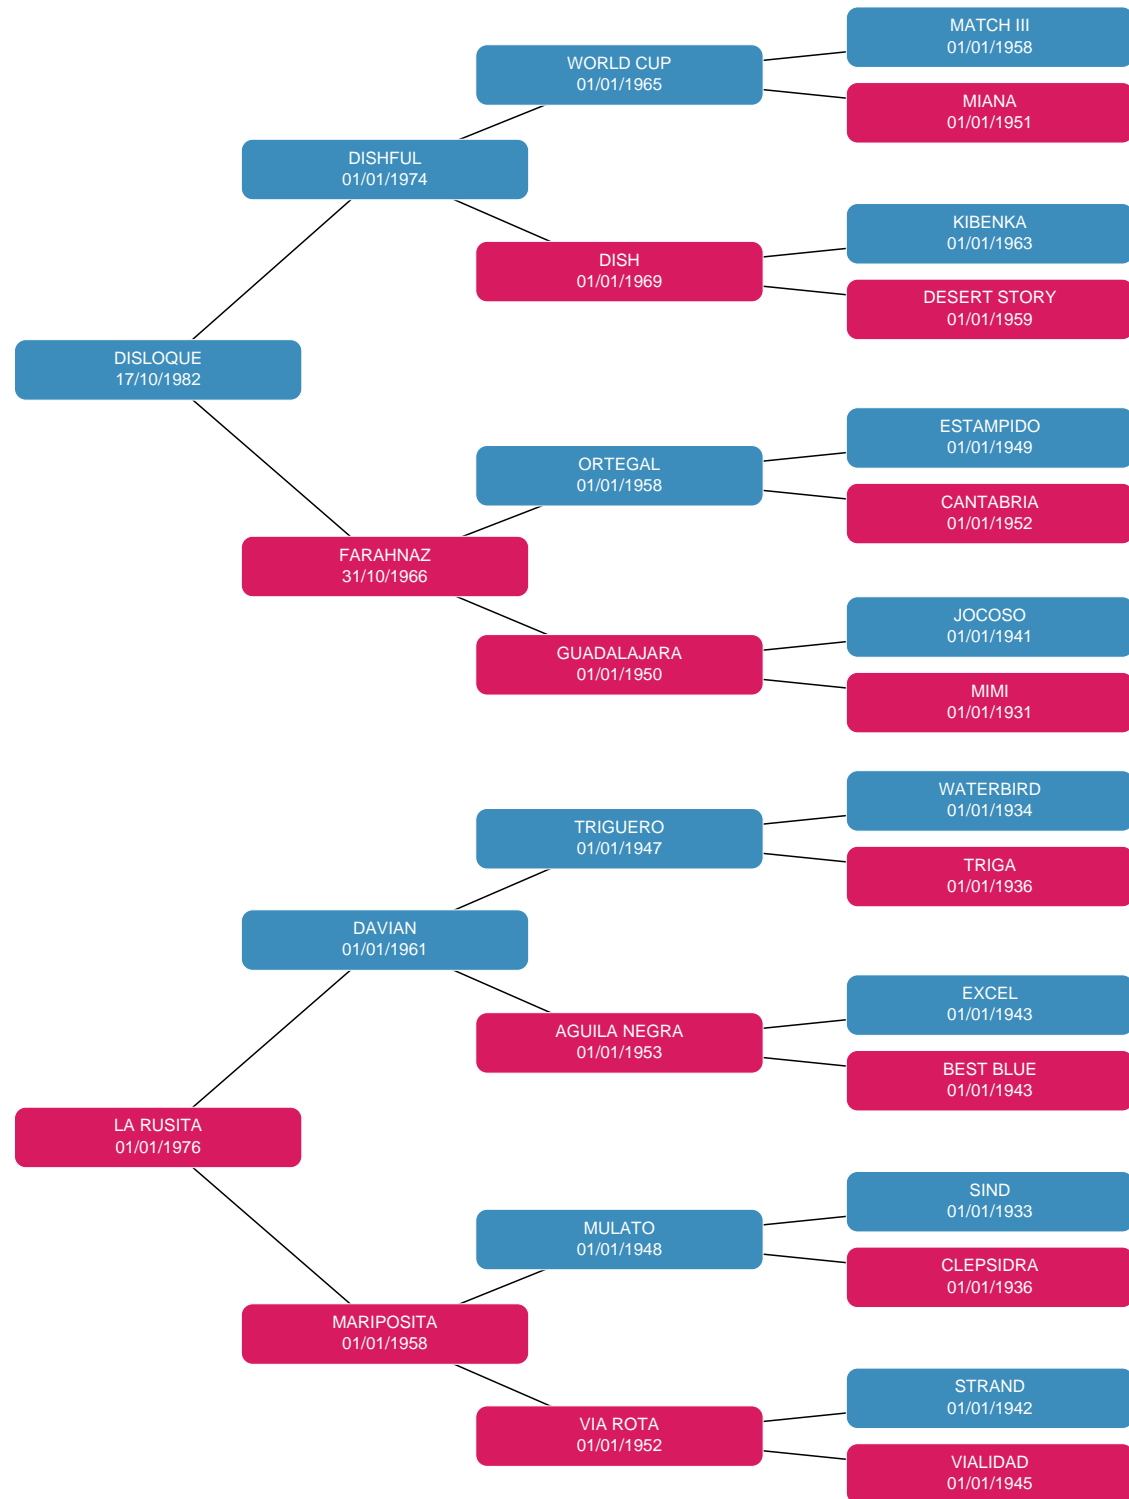 MATCH III
01/01/1958
WORLD CUP
01/01/1965
MIANA
01/01/1951
DISHFUL
01/01/1974
KIBENKA
01/01/1963
DISH
01/01/1969
DESERT STORY
01/01/1959
DISLOQUE
17/10/1982
ESTAMPIDO
01/01/1949
ORTEGAL
01/01/1958
CANTABRIA
01/01/1952
FARAHNAZ
31/10/1966
JOCOSO
01/01/1941
GUADALAJARA
01/01/1950
MIMI
01/01/1931
WATERBIRD
01/01/1934
TRIGUERO
01/01/1947
TRIGA
01/01/1936
DAVIAN
01/01/1961
EXCEL
01/01/1943
AGUILA NEGRA
01/01/1953
BEST BLUE
01/01/1943
LA RUSITA
01/01/1976
SIND
01/01/1933
MULATO
01/01/1948
CLEPSIDRA
01/01/1936
MARIPOSITA
01/01/1958
STRAND
01/01/1942
VIA ROTA
01/01/1952
VIALIDAD
01/01/1945